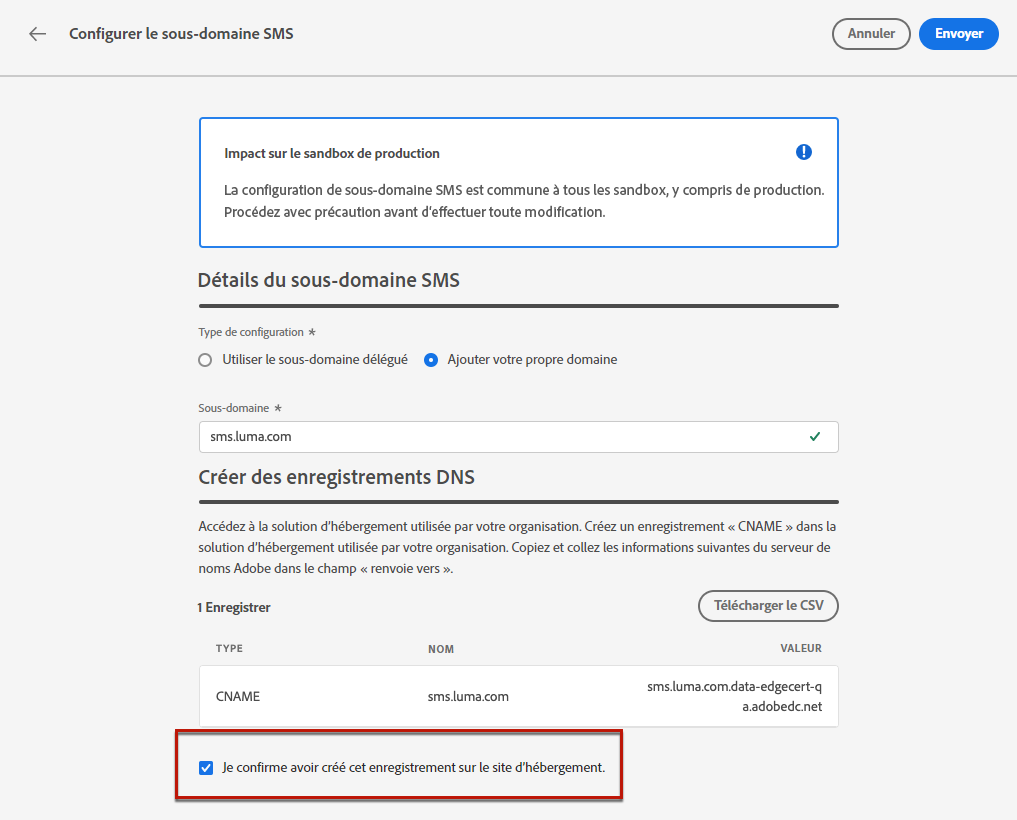 Configurer le sous-domaine SMS
Annuler
Envoyer
Impact sur le sandbox de production
La configuration de sous-domaine SMS est commune à tous les sandbox, y compris de production.
Procédez avec précaution avant d’effectuer toute modification.
Détails du sous-domaine SMS
Type de configuration *
Utiliser le sous-domaine délégué
Ajouter votre propre domaine
Sous-domaine *
sms.luma.com
Créer des enregistrements DNS
Accédez à la solution d’hébergement utilisée par votre organisation. Créez un enregistrement « CNAME » dans la
solution d’hébergement utilisée par votre organisation. Copiez et collez les informations suivantes du serveur de
noms Adobe dans le champ « renvoie vers ».
1 Enregistrer
Télécharger le CSV
TYPE
NOM
VALEUR
CNAME
sms.luma.com
sms.luma.com.data-edgecert-q
a.adobedc.net
Je confirme avoir créé cet enregistrement sur le site d’hébergement.